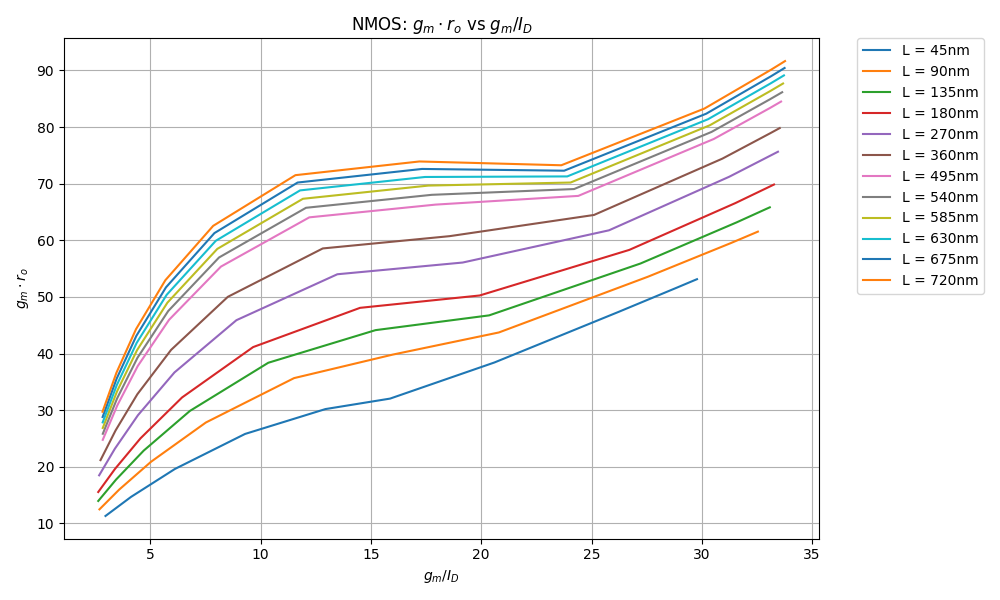 NMOS: g_m · r_o vs g_m/I_D
g_m · r_o
90
80
70
60
50
40
30
20
10
5
10
15
20
25
30
35
g_m/I_D
L = 45nm
L = 90nm
L = 135nm
L = 180nm
L = 270nm
L = 360nm
L = 495nm
L = 540nm
L = 585nm
L = 630nm
L = 675nm
L = 720nm